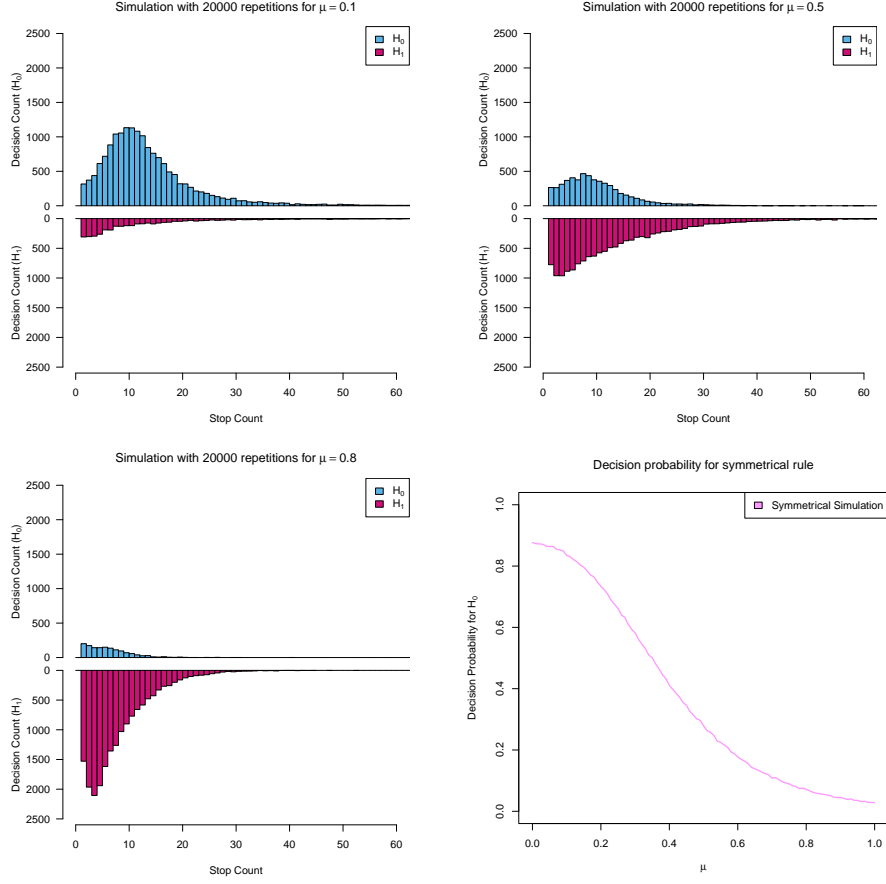 Simulation with 20000 repetitions for μ = 0.1
H₀
H₁
Decision Count (H₀)
2500
2000
1500
1000
500
0
Decision Count (H₁)
0
500
1000
1500
2000
2500
0 10 20 30 40 50 60
Stop Count
Simulation with 20000 repetitions for μ = 0.5
H₀
H₁
Decision Count (H₀)
2500
2000
1500
1000
500
0
Decision Count (H₁)
0
500
1000
1500
2000
2500
0 10 20 30 40 50 60
Stop Count
Simulation with 20000 repetitions for μ = 0.8
H₀
H₁
Decision Count (H₀)
2500
2000
1500
1000
500
0
Decision Count (H₁)
0
500
1000
1500
2000
2500
0 10 20 30 40 50 60
Stop Count
Decision probability for symmetrical rule
Symmetrical Simulation
Decision Probability for H₀
1.0
0.8
0.6
0.4
0.2
0.0
0.0 0.2 0.4 0.6 0.8 1.0
μ